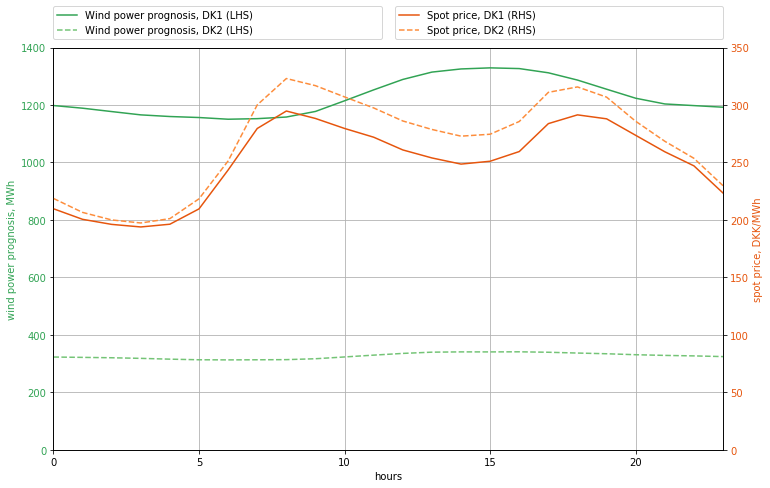 Wind power prognosis, DK1 (LHS)
Wind power prognosis, DK2 (LHS)
Spot price, DK1 (RHS)
Spot price, DK2 (RHS)
1400
1200
1000
800
600
400
200
0
wind power prognosis, MWh
350
300
250
200
150
100
50
0
spot price, DKK/MWh
0 5 10 15 20
hours